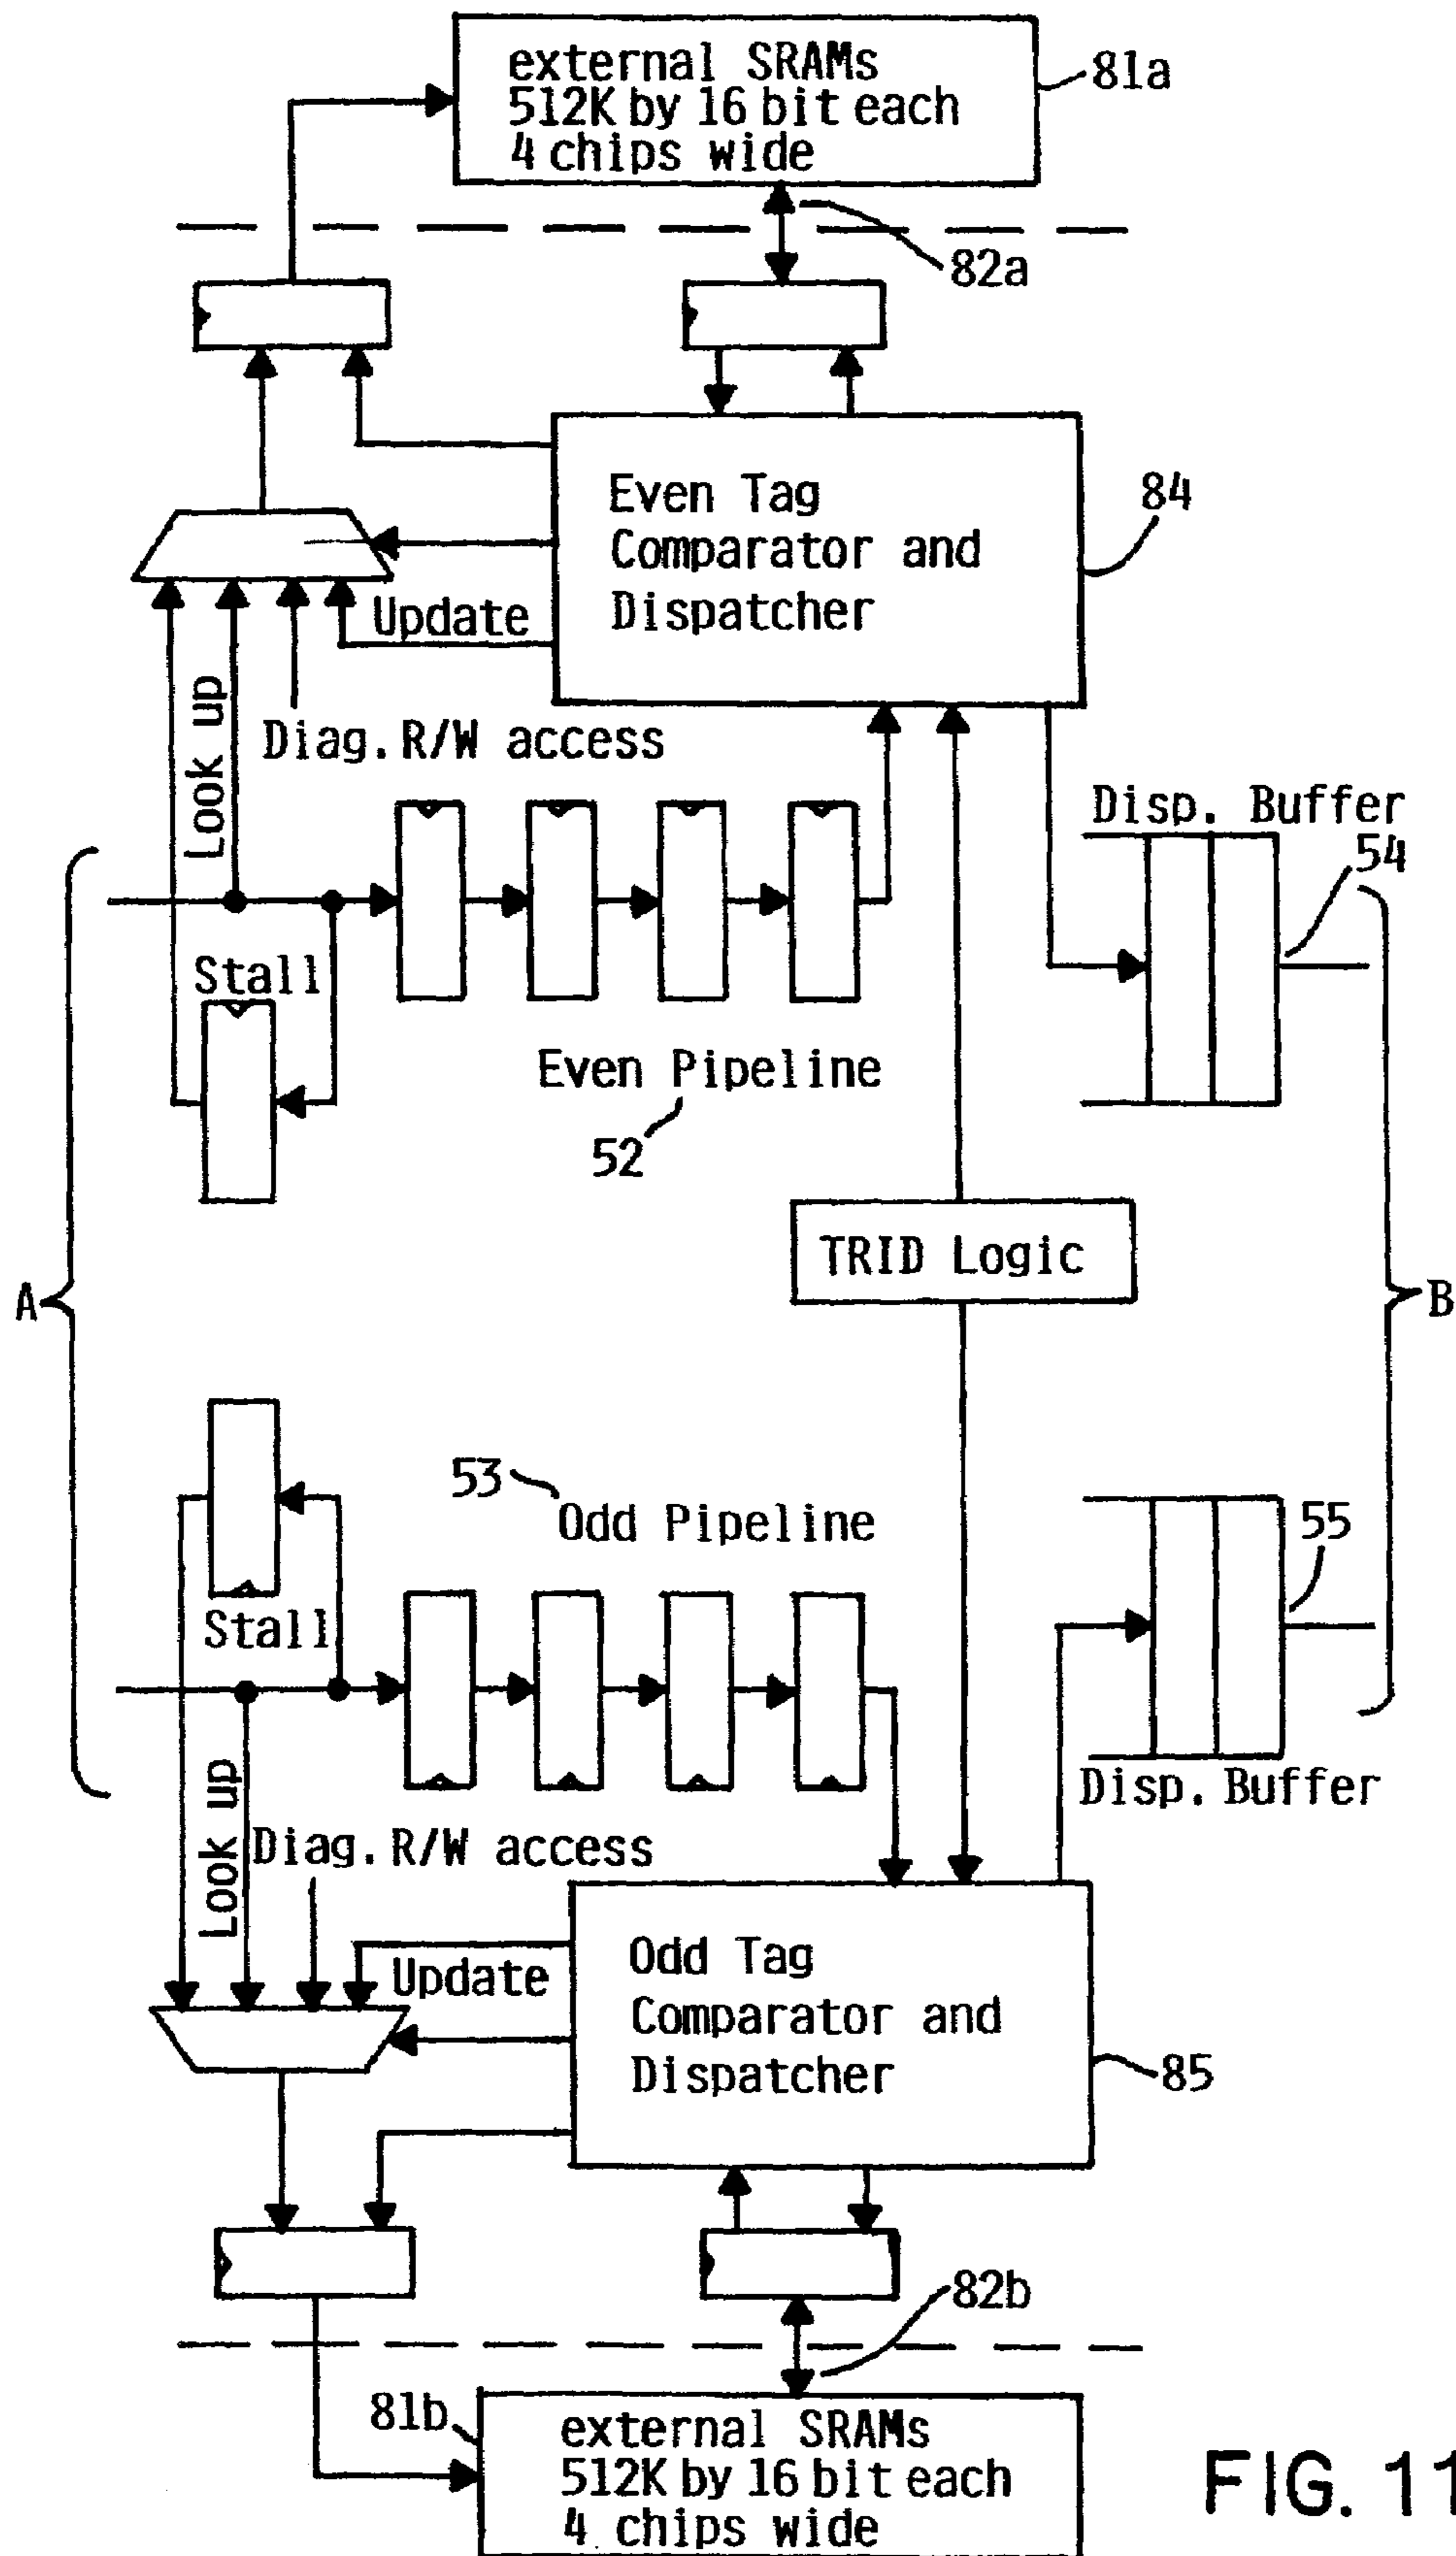 external SRAMs
512K by 16 bit each
4 chips wide
81a
82a
Even Tag
Comparator and
Dispatcher
84
Update
Look up
Diag. R/W access
Disp. Buffer
54
Stall
Even Pipeline
52
TRID Logic
A
B
53
Odd Pipeline
55
Stall
Disp. Buffer
Look up
Diag. R/W access
Odd Tag
Comparator and
Dispatcher
Update
85
82b
81b
external SRAMs
512K by 16 bit each
4 chips wide
FIG. 11